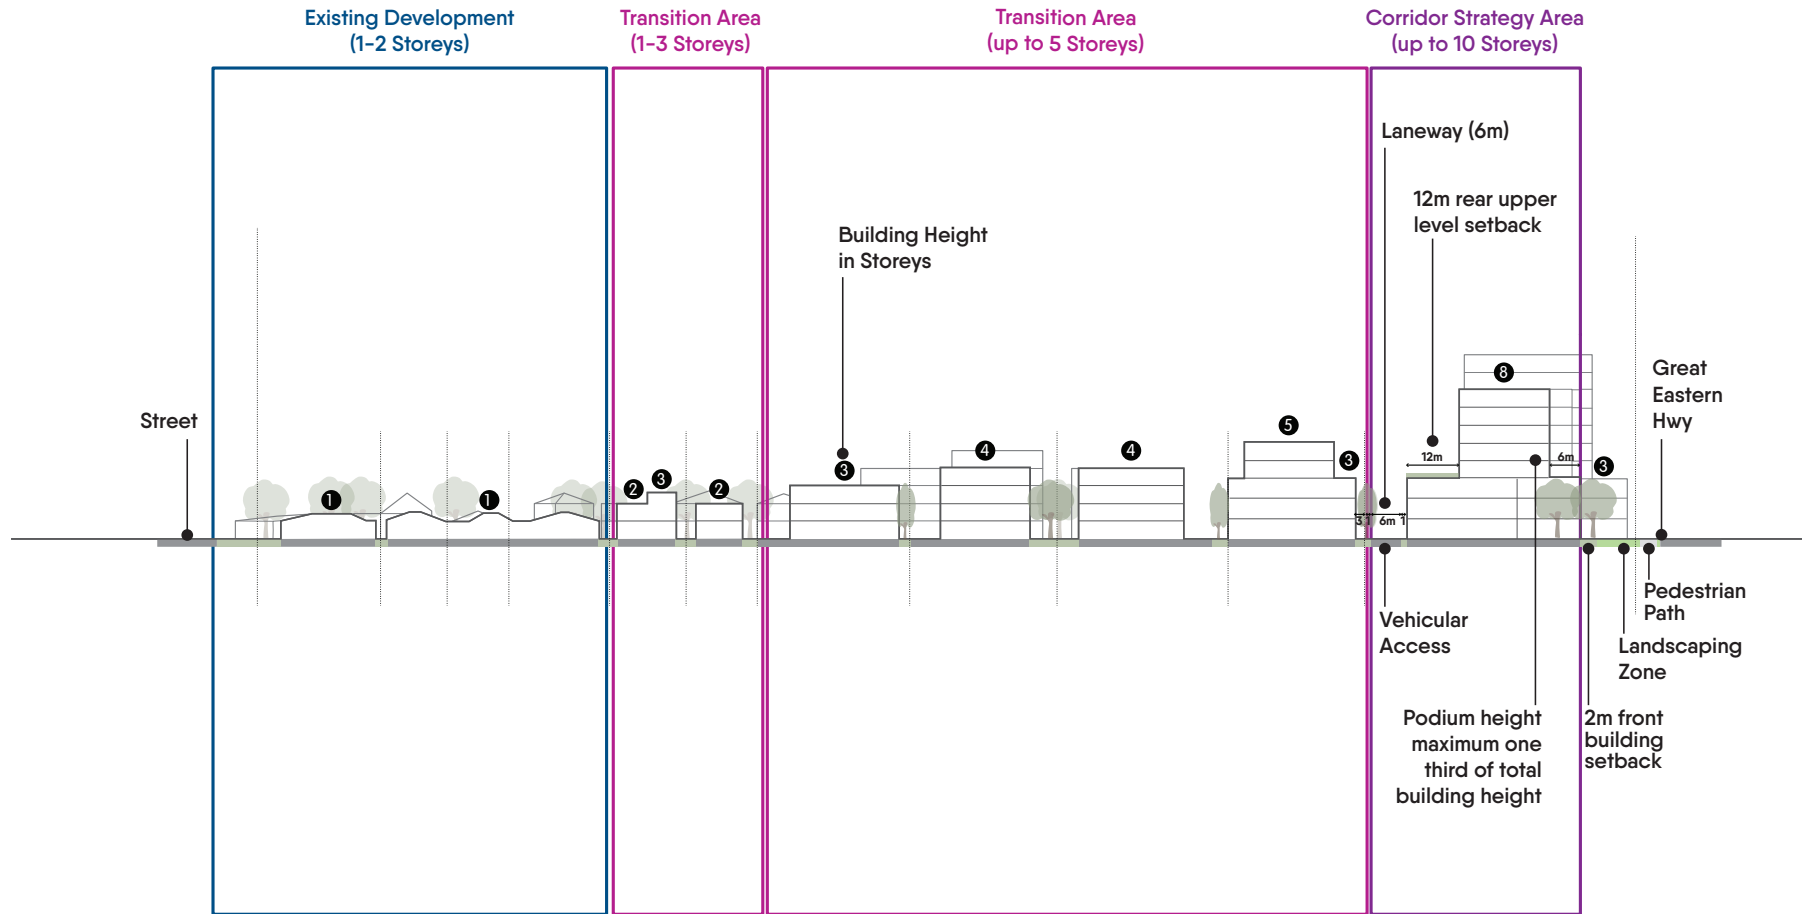 Existing Development
(1-2 Storeys)
Transition Area
(1-3 Storeys)
Transition Area
(up to 5 Storeys)
Corridor Strategy Area
(up to 10 Storeys)
Laneway (6m)
12m rear upper
level setback
Building Height
in Storeys
Great
Eastern
Hwy
Street
1
1
2
3
2
3
4
4
5
3
8
3
12m
6m
3
1
6m
1
Vehicular
Access
Pedestrian
Path
Landscaping
Zone
Podium height
maximum one
third of total
building height
2m front
building
setback